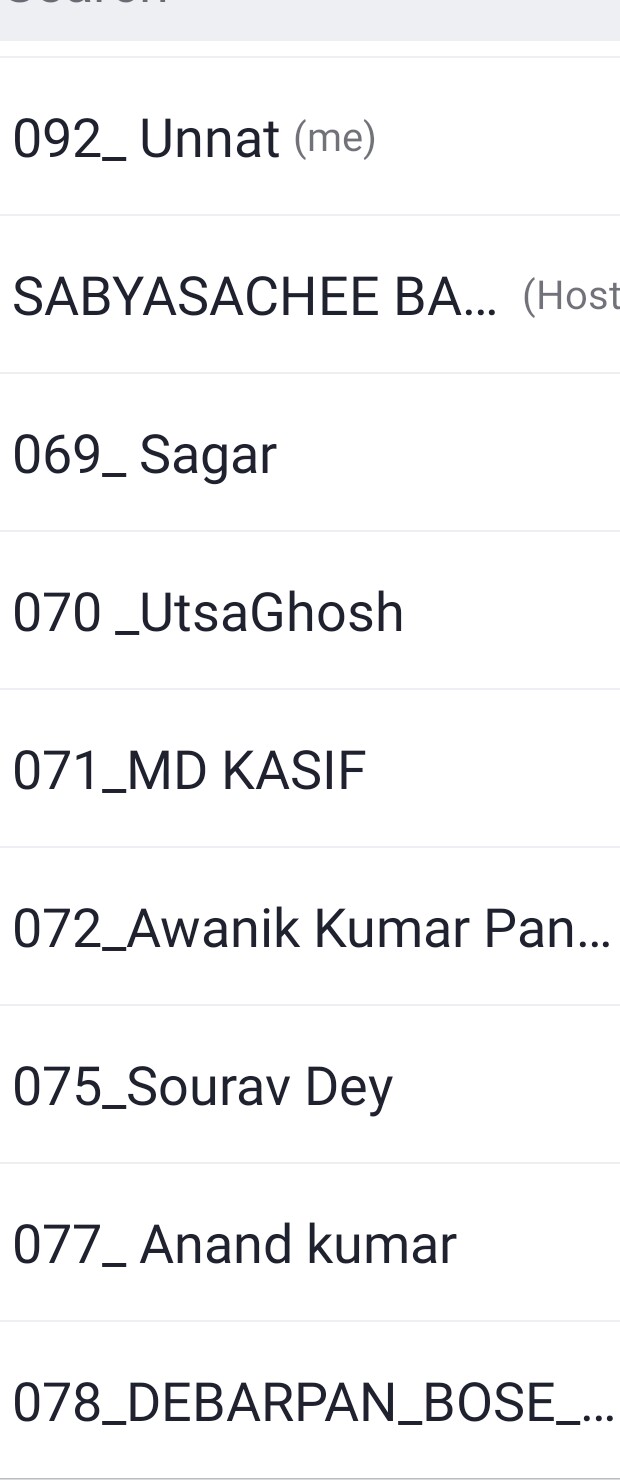 092_ Unnat (me)
SABYASACHEE BA... (Host
069_ Sagar
070 _UtsaGhosh
071_MD KASIF
072_Awanik Kumar Pan...
075_Sourav Dey
077_ Anand kumar
078_DEBARPAN_BOSE_...